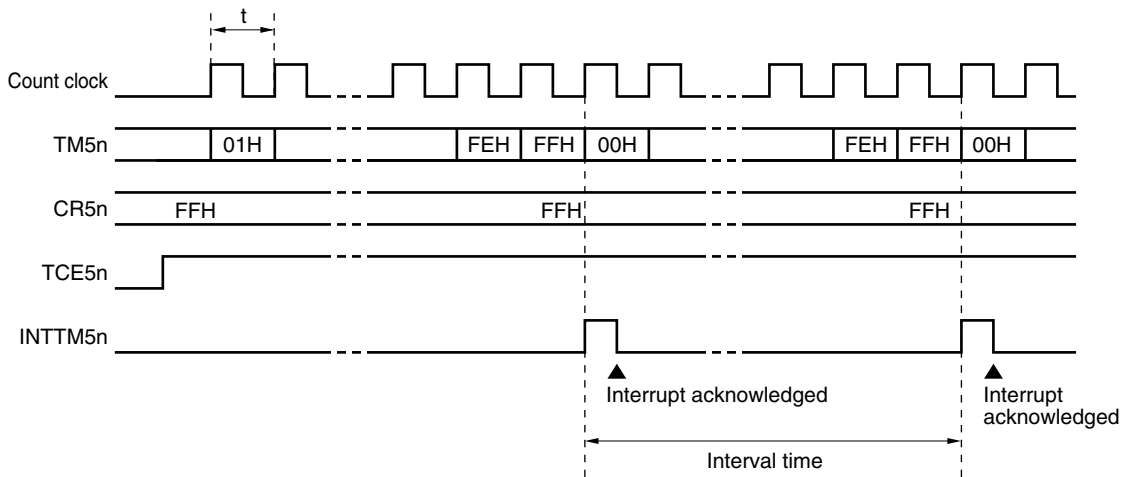 t
Count clock
TM5n 01H FEH FFH 00H FEH FFH 00H
CR5n FFH FFH FFH
TCE5n
INTTM5n
Interrupt acknowledged
Interrupt
acknowledged
Interval time